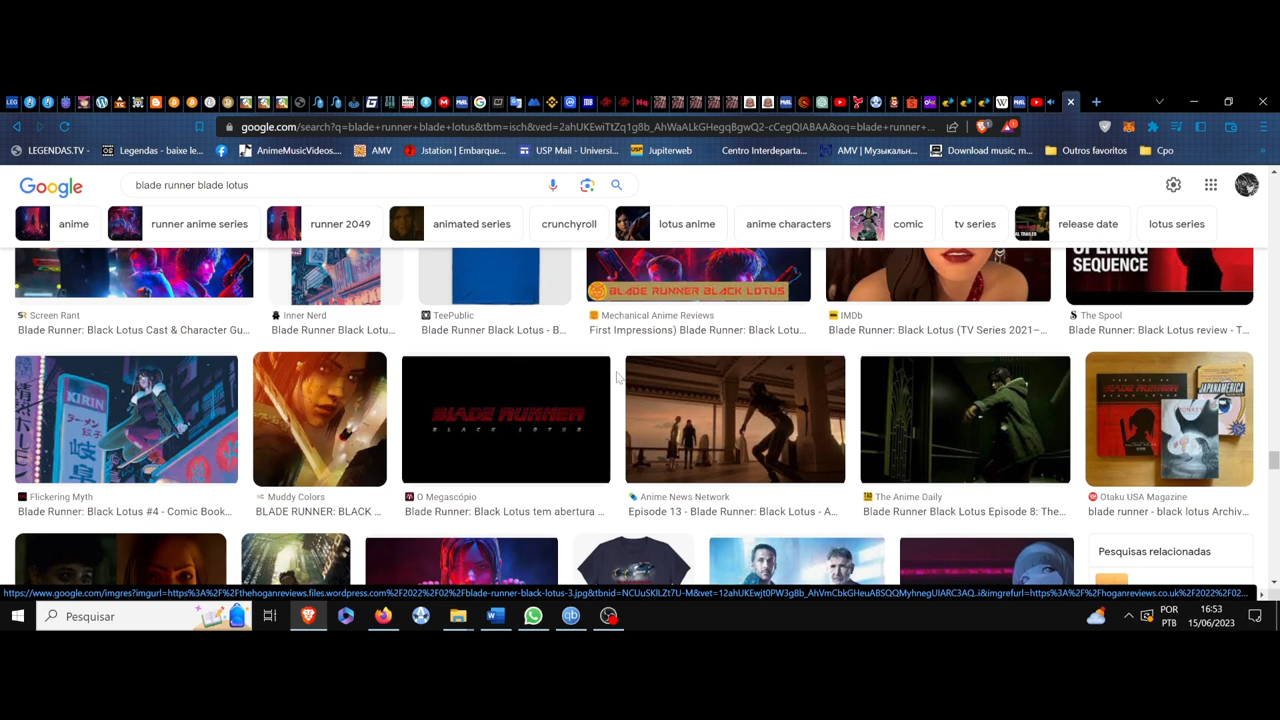 google.com/search?q=blade+runner+blade+lotus&tbm=isch&ved=2ahUKEwiTtZq1g8b_AhWaALkGHegqBgwQ2-cCegQIABAA&oq=blade+runner+...
LEGENDAS.TV -
Legendas - baixe le...
AnimeMusicVideos....
AMV
Jstation | Embarque...
USP Mail - Universi...
Jupiterweb
Centro Interdeparta...
AMV | Музыкальн...
Download music, m...
Outros favoritos
Cpo
Google
blade runner blade lotus
anime
runner anime series
runner 2049
animated series
crunchyroll
lotus anime
anime characters
comic
tv series
release date
lotus series
BLADE RUNNER BLACK LOTUS
OPENING
SEQUENCE
Screen Rant
Blade Runner: Black Lotus Cast & Character Gu...
Inner Nerd
Blade Runner Black Lotu...
TeePublic
Blade Runner Black Lotus - B...
Mechanical Anime Reviews
First Impressions) Blade Runner: Black Lotu...
IMDb
Blade Runner: Black Lotus (TV Series 2021–...
The Spool
Blade Runner: Black Lotus review - T...
KIRIN
ラーメン
BLADE RUNNER
BLACK LOTUS
JAPANAMERICA
Flickering Myth
Blade Runner: Black Lotus #4 - Comic Book...
Muddy Colors
BLADE RUNNER: BLACK ...
O Megascópio
Blade Runner: Black Lotus tem abertura ...
Anime News Network
Episode 13 - Blade Runner: Black Lotus - A...
The Anime Daily
Blade Runner Black Lotus Episode 8: The...
Otaku USA Magazine
blade runner - black lotus Archiv...
Pesquisas relacionadas
Pesquisar
POR
PTB
16:53
15/06/2023